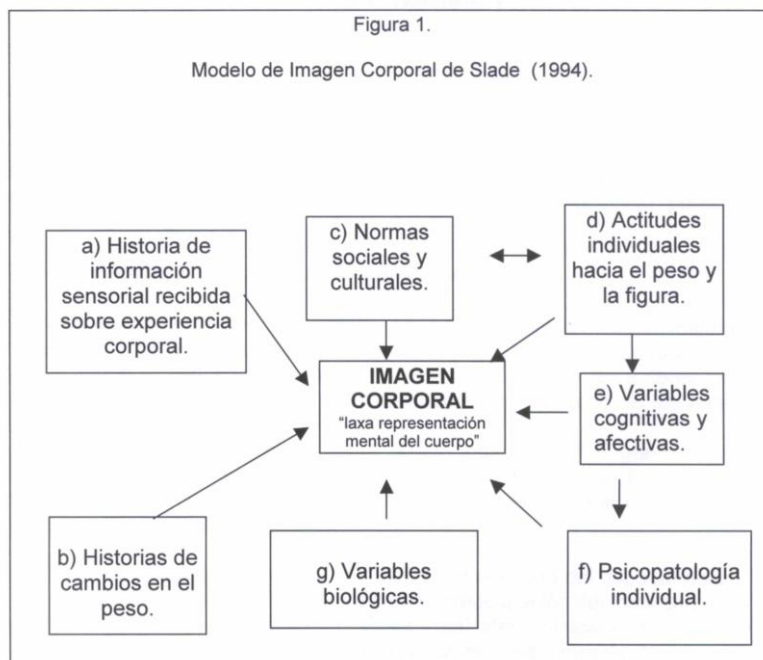 Figura 1.
Modelo de Imagen Corporal de Slade (1994).
a) Historia de
información
sensorial recibida
sobre experiencia
corporal.
c) Normas
sociales y
culturales.
d) Actitudes
individuales
hacia el peso y
la figura.
IMAGEN
CORPORAL
“laxa representación
mental del cuerpo”
e) Variables
cognitivas y
afectivas.
b) Historias de
cambios en el
peso.
g) Variables
biológicas.
f) Psicopatología
individual.